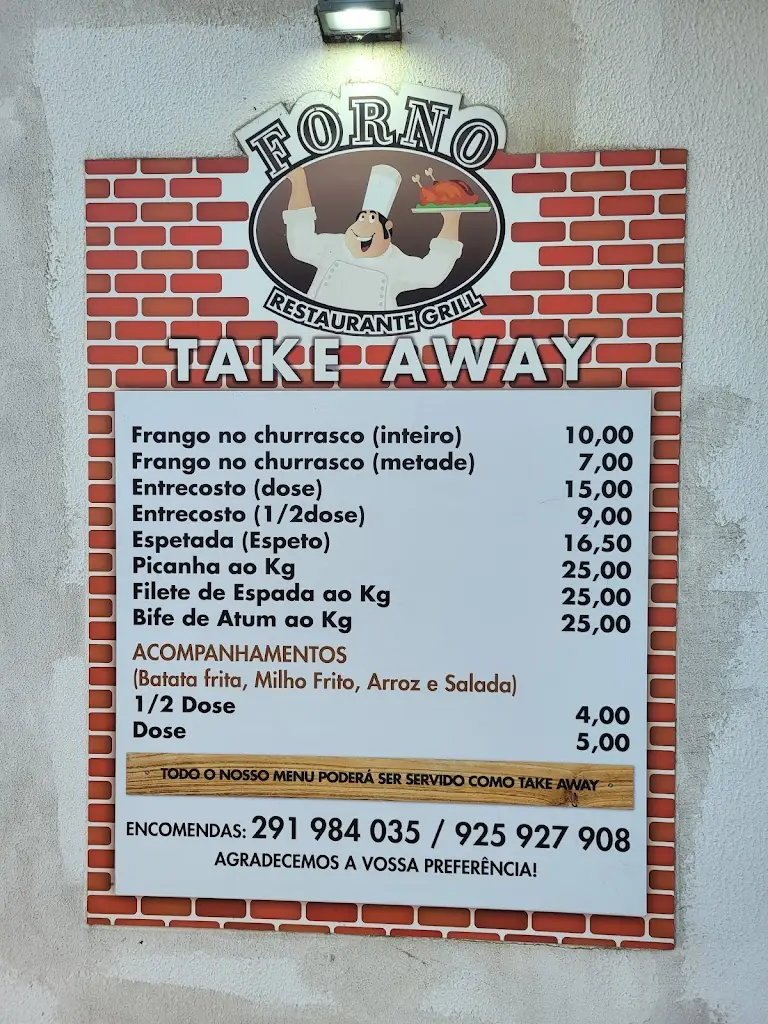 FORNO
RESTAURANTE GRILL
TAKE AWAY
Frango no churrasco (inteiro) 10,00
Frango no churrasco (metade) 7,00
Entrecosto (dose) 15,00
Entrecosto (1/2dose) 9,00
Espetada (Espeto) 16,50
Picanha ao Kg 25,00
Filete de Espada ao Kg 25,00
Bife de Atum ao Kg 25,00
ACOMPANHAMENTOS
(Batata frita, Milho Frito, Arroz e Salada)
1/2 Dose 4,00
Dose 5,00
TODO O NOSSO MENU PODERÁ SER SERVIDO COMO TAKE AWAY
ENCOMENDAS: 291 984 035 / 925 927 908
AGRADECEMOS A VOSSA PREFERÊNCIA!